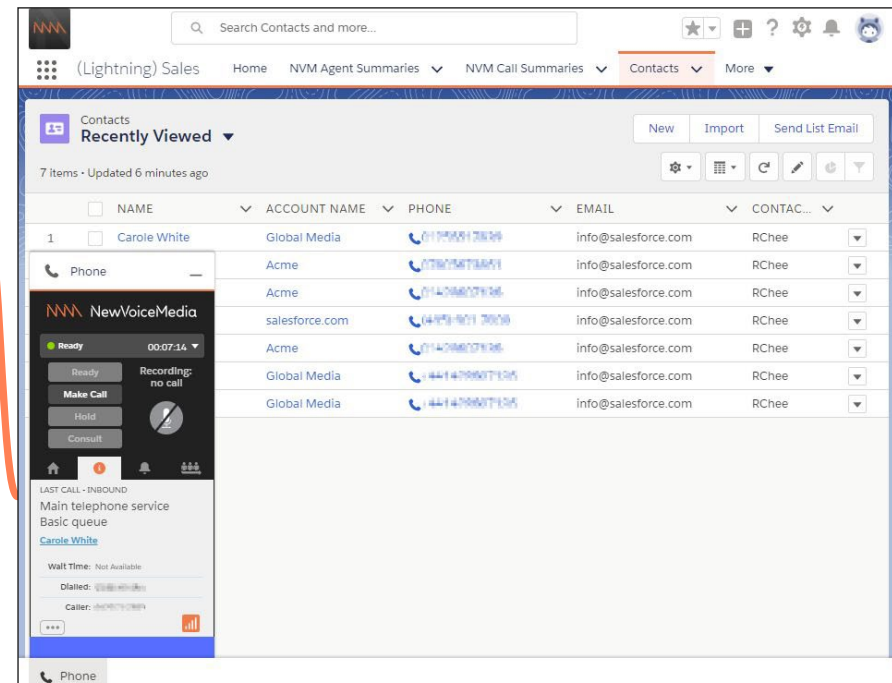 NVM
Search Contacts and more...
(Lightning) Sales Home NVM Agent Summaries NVM Call Summaries Contacts More
Contacts
Recently Viewed
New Import Send List Email
7 items • Updated 6 minutes ago
NAME ACCOUNT NAME PHONE EMAIL CONTAC...
1 Carole White Global Media info@salesforce.com RChee
Acme info@salesforce.com RChee
Acme info@salesforce.com RChee
salesforce.com info@salesforce.com RChee
Acme info@salesforce.com RChee
Global Media info@salesforce.com RChee
Global Media info@salesforce.com RChee
Phone
NewVoiceMedia
Ready 00:07:14
Ready
Recording:
no call
Make Call
Hold
Consult
LAST CALL - INBOUND
Main telephone service
Basic queue
Carole White
Wait Time: Not Available
Dialled:
Caller:
Phone